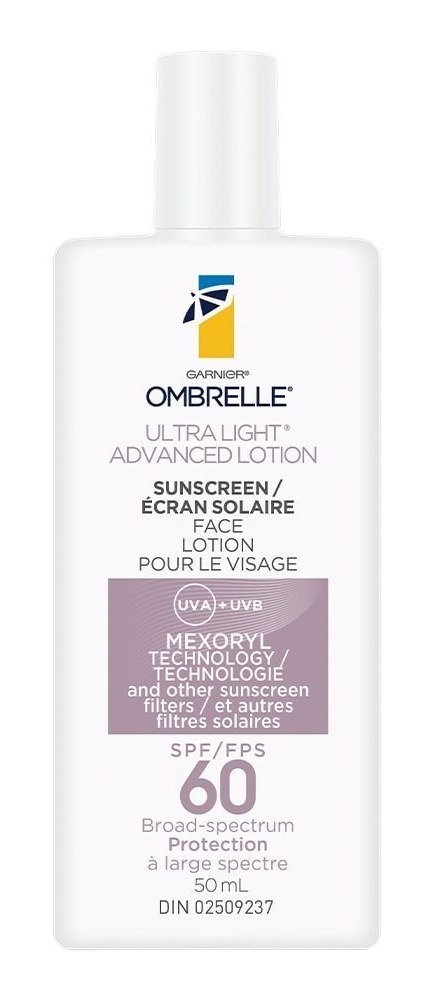 GARNIER®
OMBRELLE®
ULTRA LIGHT®
ADVANCED LOTION
SUNSCREEN /
ÉCRAN SOLAIRE
FACE
LOTION
POUR LE VISAGE
UVA + UVB
MEXORYL
TECHNOLOGY /
TECHNOLOGIE
and other sunscreen
filters / et autres
filtres solaires
SPF/FPS
60
Broad-spectrum
Protection
à large spectre
50 mL
DIN 02509237